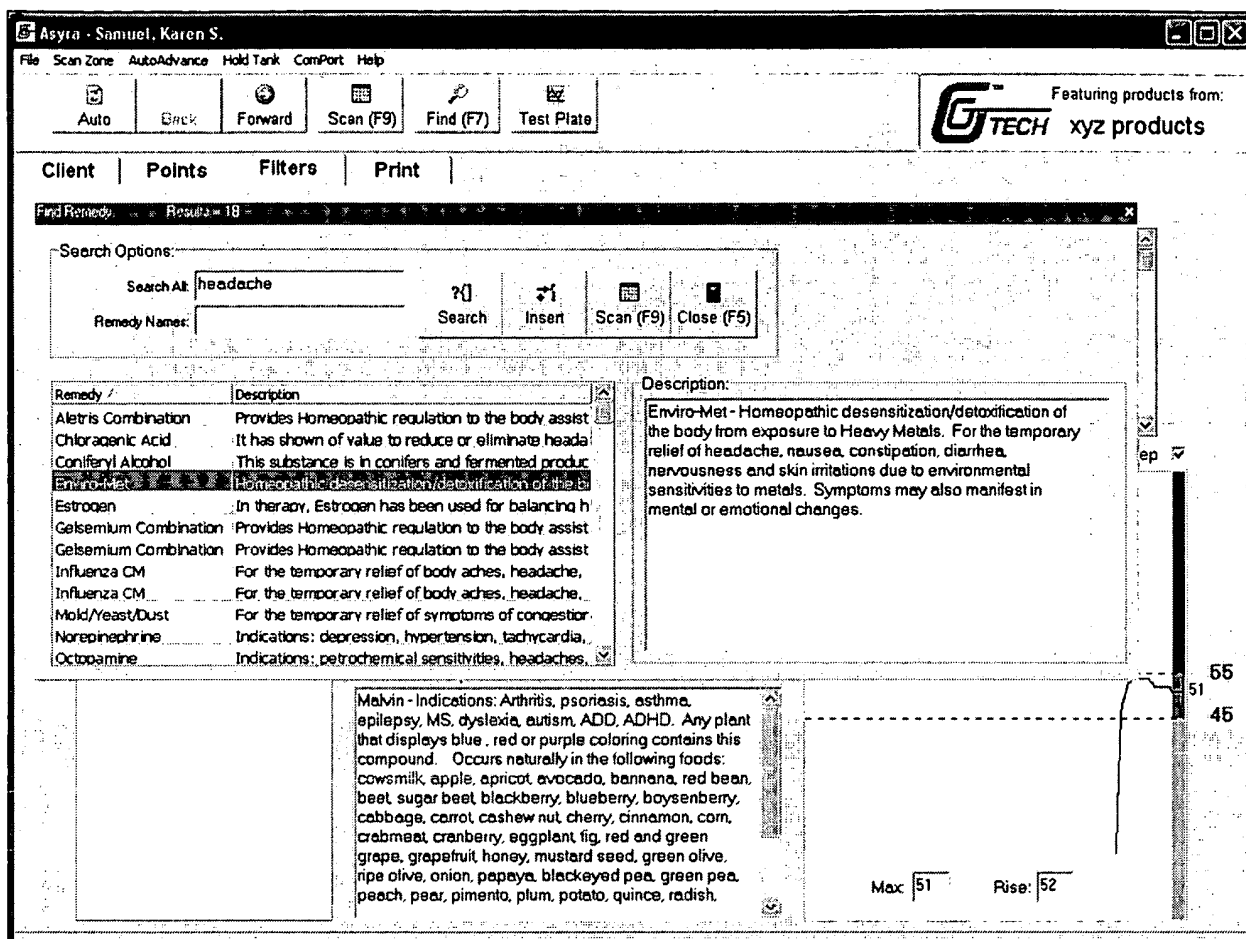 Asyra - Samuel, Karen S.
File Scan Zone AutoAdvance Hold Tank ComPort Help
Auto Back Forward Scan (F9) Find (F7) Test Plate
GTECH™
Featuring products from:
xyz products
Client Points Filters Print
Find Remedy Results = 18
Search Options:
Search All: headache
Remedy Names:
?{] Search Insert Scan (F9) Close (F5)
Remedy / Description
Aletris Combination Provides Homeopathic regulation to the body assist
Chloragenic Acid It has shown of value to reduce or eliminate heada
Coniferyl Alcohol This substance is in conifers and fermented produc
Enviro-Met Homeopathic desensitization/detoxification of the b
Estrogen In therapy, Estrogen has been used for balancing h
Gelsemium Combination Provides Homeopathic regulation to the body assist
Gelsemium Combination Provides Homeopathic regulation to the body assist
Influenza CM For the temporary relief of body aches, headache,
Influenza CM For the temporary relief of body aches, headache,
Mold/Yeast/Dust For the temporary relief of symptoms of congestion
Norepinephrine Indications: depression, hypertension, tachycardia,
Octopamine Indications: petrochemical sensitivities, headaches,
Description:
Enviro-Met - Homeopathic desensitization/detoxification of
the body from exposure to Heavy Metals. For the temporary
relief of headache, nausea, constipation, diarrhea,
nervousness and skin irritations due to environmental
sensitivities to metals. Symptoms may also manifest in
mental or emotional changes.
ep
Malvin - Indications: Arthritis, psoriasis, asthma,
epilepsy, MS, dyslexia, autism, ADD, ADHD. Any plant
that displays blue , red or purple coloring contains this
compound. Occurs naturally in the following foods:
cowsmilk, apple, apricot, avocado, bannana, red bean,
beet, sugar beet, blackberry, blueberry, boysenberry,
cabbage, carrot, cashew nut, cherry, cinnamon, corn,
crabmeat, cranberry, eggplant, fig, red and green
grape, grapefruit, honey, mustard seed, green olive,
ripe olive, onion, papaya, blackeyed pea, green pea,
peach, pear, pimento, plum, potato, quince, radish,
55
51
45
Max: 51 Rise: 52